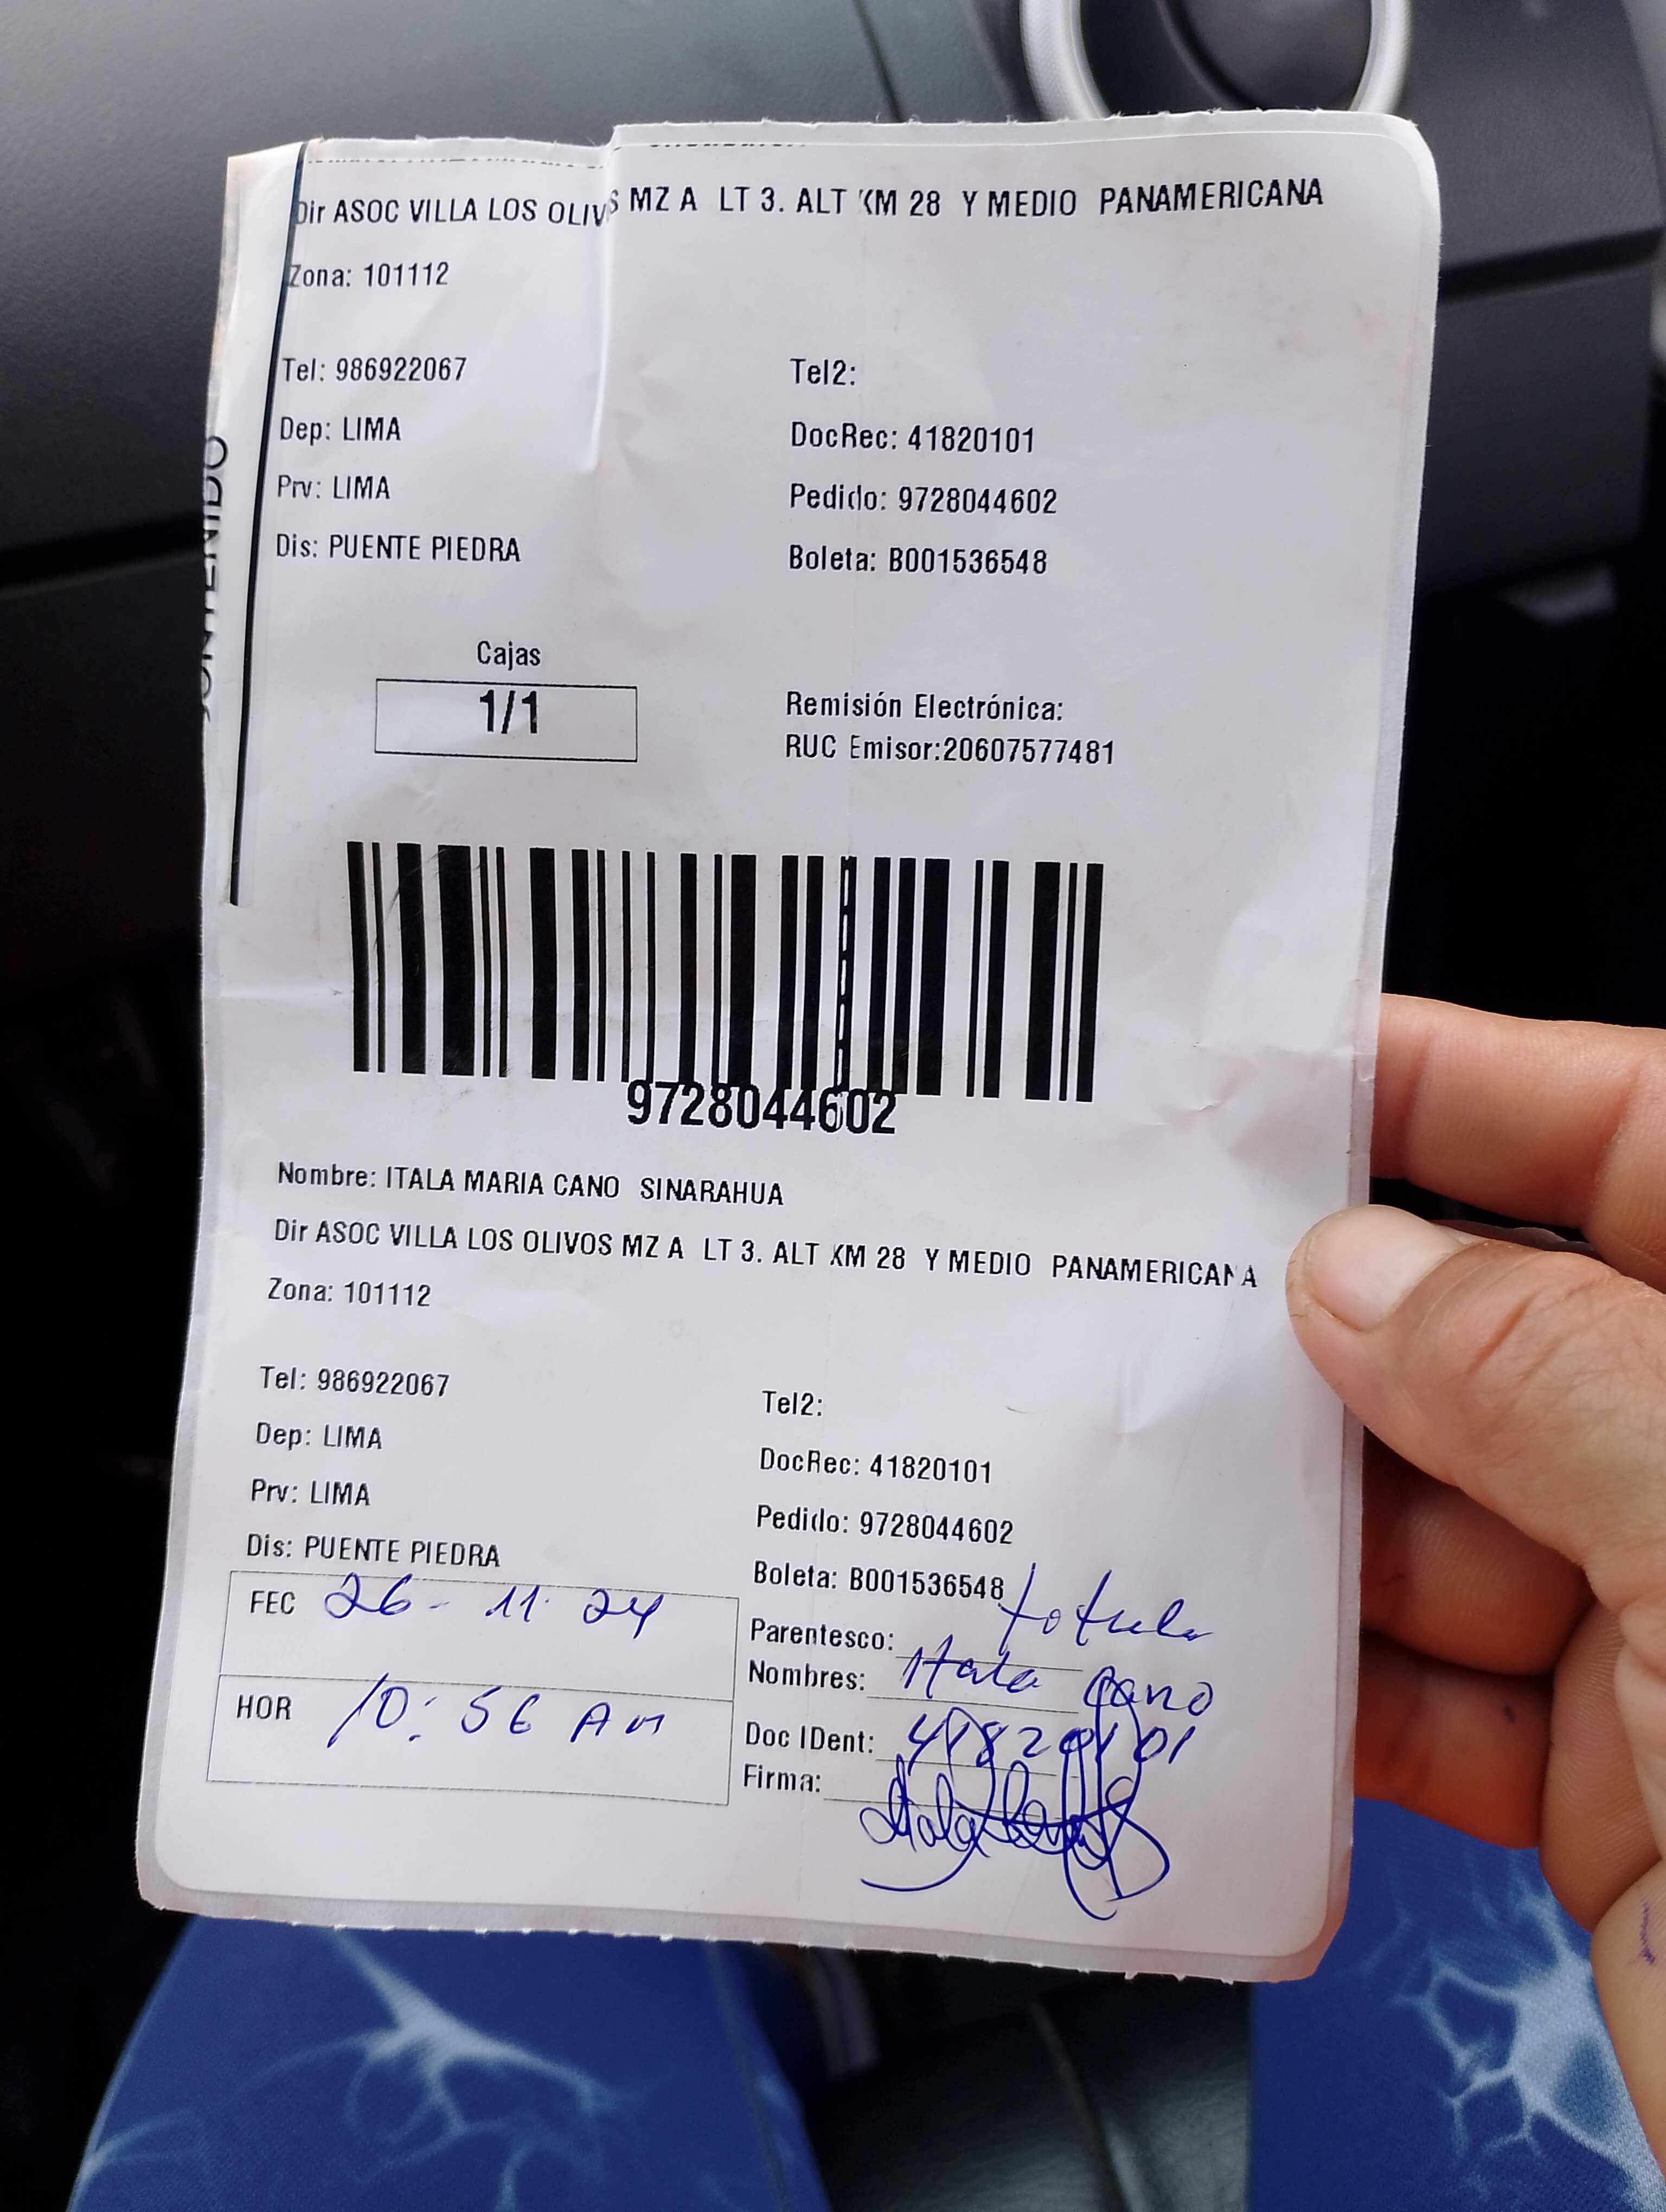 Dir ASOC VILLA LOS OLIVS MZ A LT 3. ALT KM 28 Y MEDIO PANAMERICANA
Zona: 101112
Tel: 986922067
Tel2:
Dep: LIMA
DocRec: 41820101
Prv: LIMA
Pedido: 9728044602
Dis: PUENTE PIEDRA
Boleta: B001536548
CONTENIDO
Cajas
1/1
Remisión Electrónica:
RUC Emisor:20607577481
9728044602
Nombre: ITALA MARIA CANO SINARAHUA
Dir ASOC VILLA LOS OLIVOS MZ A LT 3. ALT KM 28 Y MEDIO PANAMERICANA
Zona: 101112
Tel: 986922067
Tel2:
Dep: LIMA
DocRec: 41820101
Prv: LIMA
Pedido: 9728044602
Dis: PUENTE PIEDRA
Boleta: B001536548
FEC 26-11-24
Parentesco:
Nombres: Itala Cano
HOR 10:56 AM
Doc IDent: 41820101
Firma: